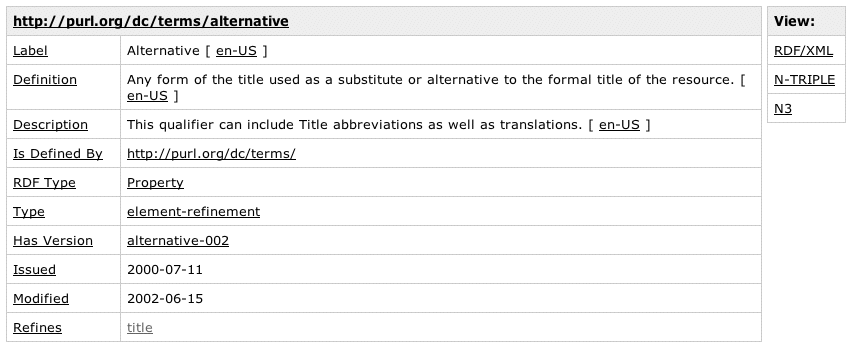 http://purl.org/dc/terms/alternative
Label Alternative [ en-US ]
Definition Any form of the title used as a substitute or alternative to the formal title of the resource. [
en-US ]
Description This qualifier can include Title abbreviations as well as translations. [ en-US ]
Is Defined By http://purl.org/dc/terms/
RDF Type Property
Type element-refinement
Has Version alternative-002
Issued 2000-07-11
Modified 2002-06-15
Refines title
View:
RDF/XML
N-TRIPLE
N3